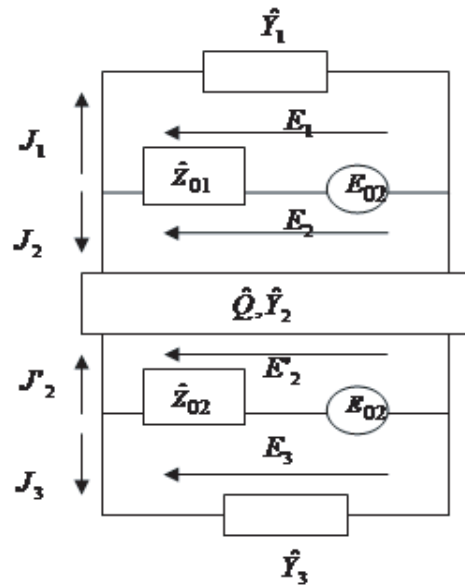 Ŷ₁
E₁
J₁
Ẑ₀₁
E₀₂
E₂
J₂
Q̂,Ŷ₂
E'₂
J'₂
Ẑ₀₂
E₀₂
E₃
J₃
Ŷ₃